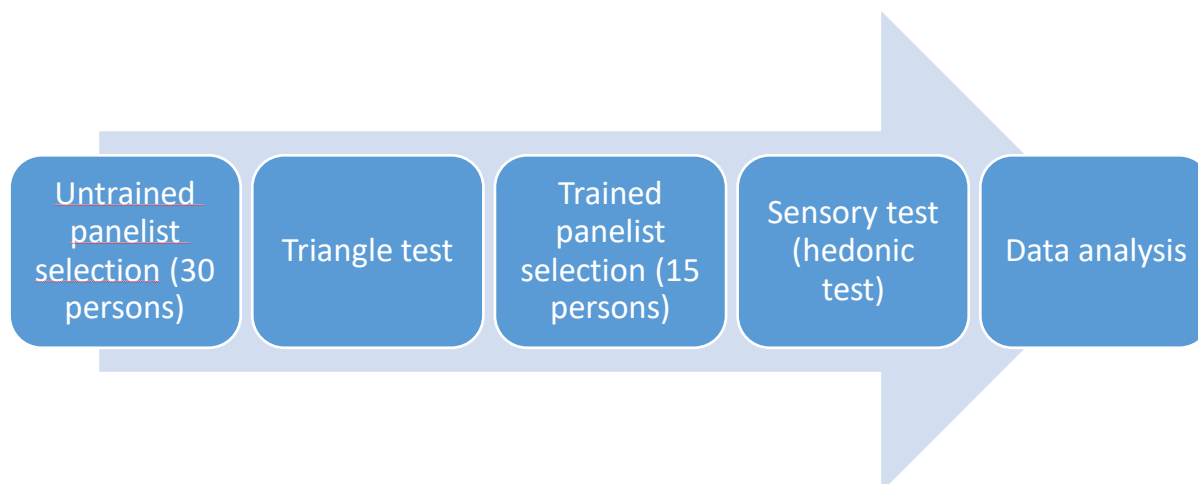 Untrained
panelist
selection (30
persons)
Triangle test
Trained
panelist
selection (15
persons)
Sensory test
(hedonic
test)
Data analysis